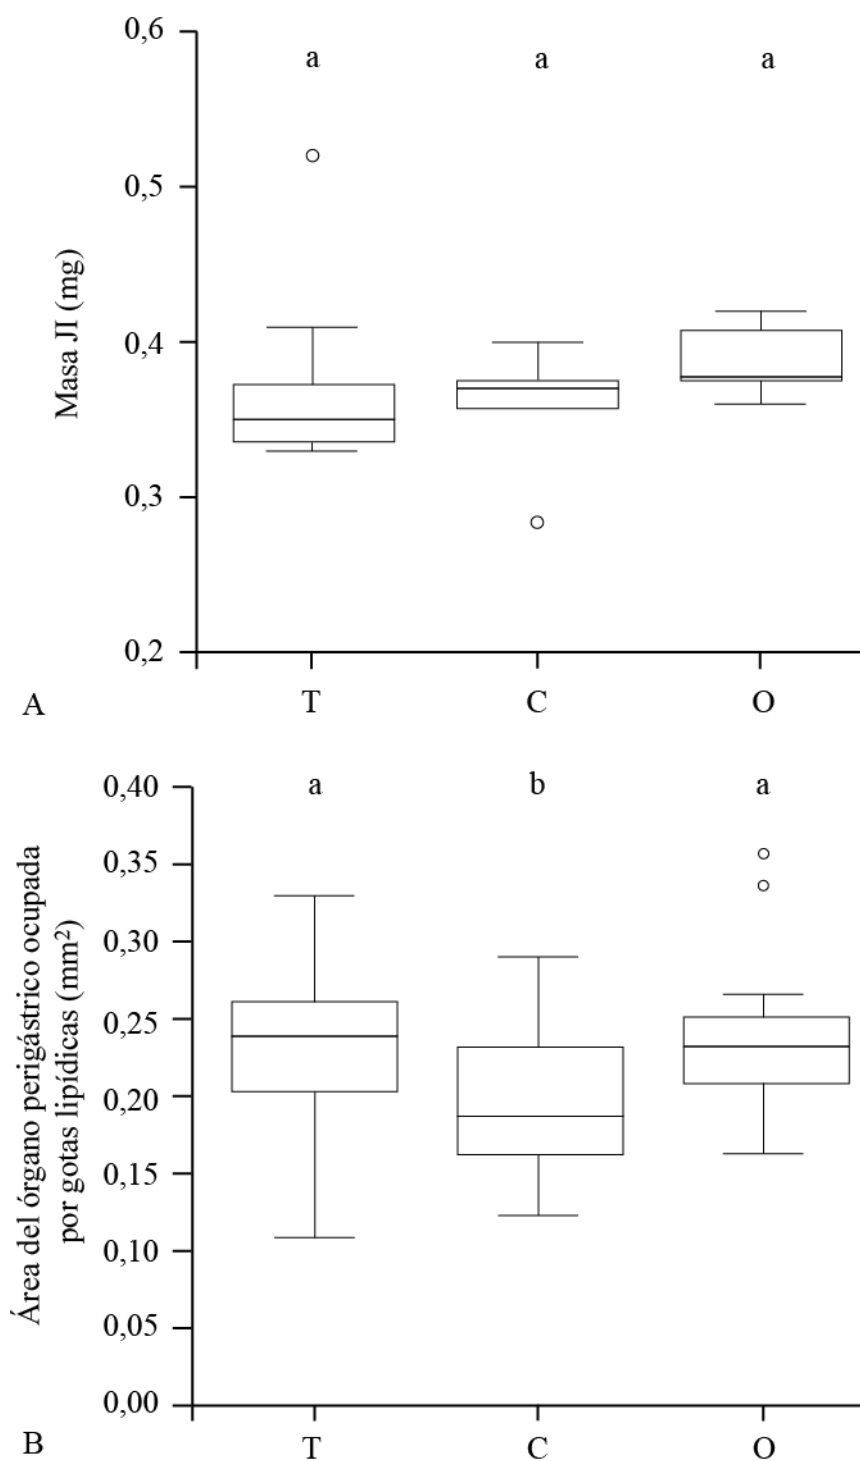 0,6
a a a
0,5
0,4
0,3
0,2
Masa JI (mg)
T C O
A
0,40
a b a
0,35
0,30
0,25
0,20
0,15
0,10
0,05
0,00
Área del órgano perigástrico ocupada
por gotas lipídicas (mm²)
T C O
B